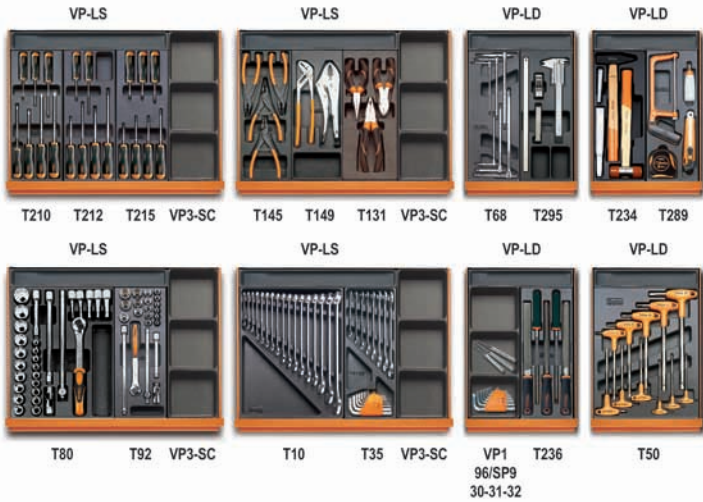 VP-LS VP-LS VP-LD VP-LD
T210 T212 T215 VP3-SC T145 T149 T131 VP3-SC T68 T295 T234 T289
VP-LS VP-LS VP-LD VP-LD
T80 T92 VP3-SC T10 T35 VP3-SC VP1 T236 T50
96/SP9
30-31-32